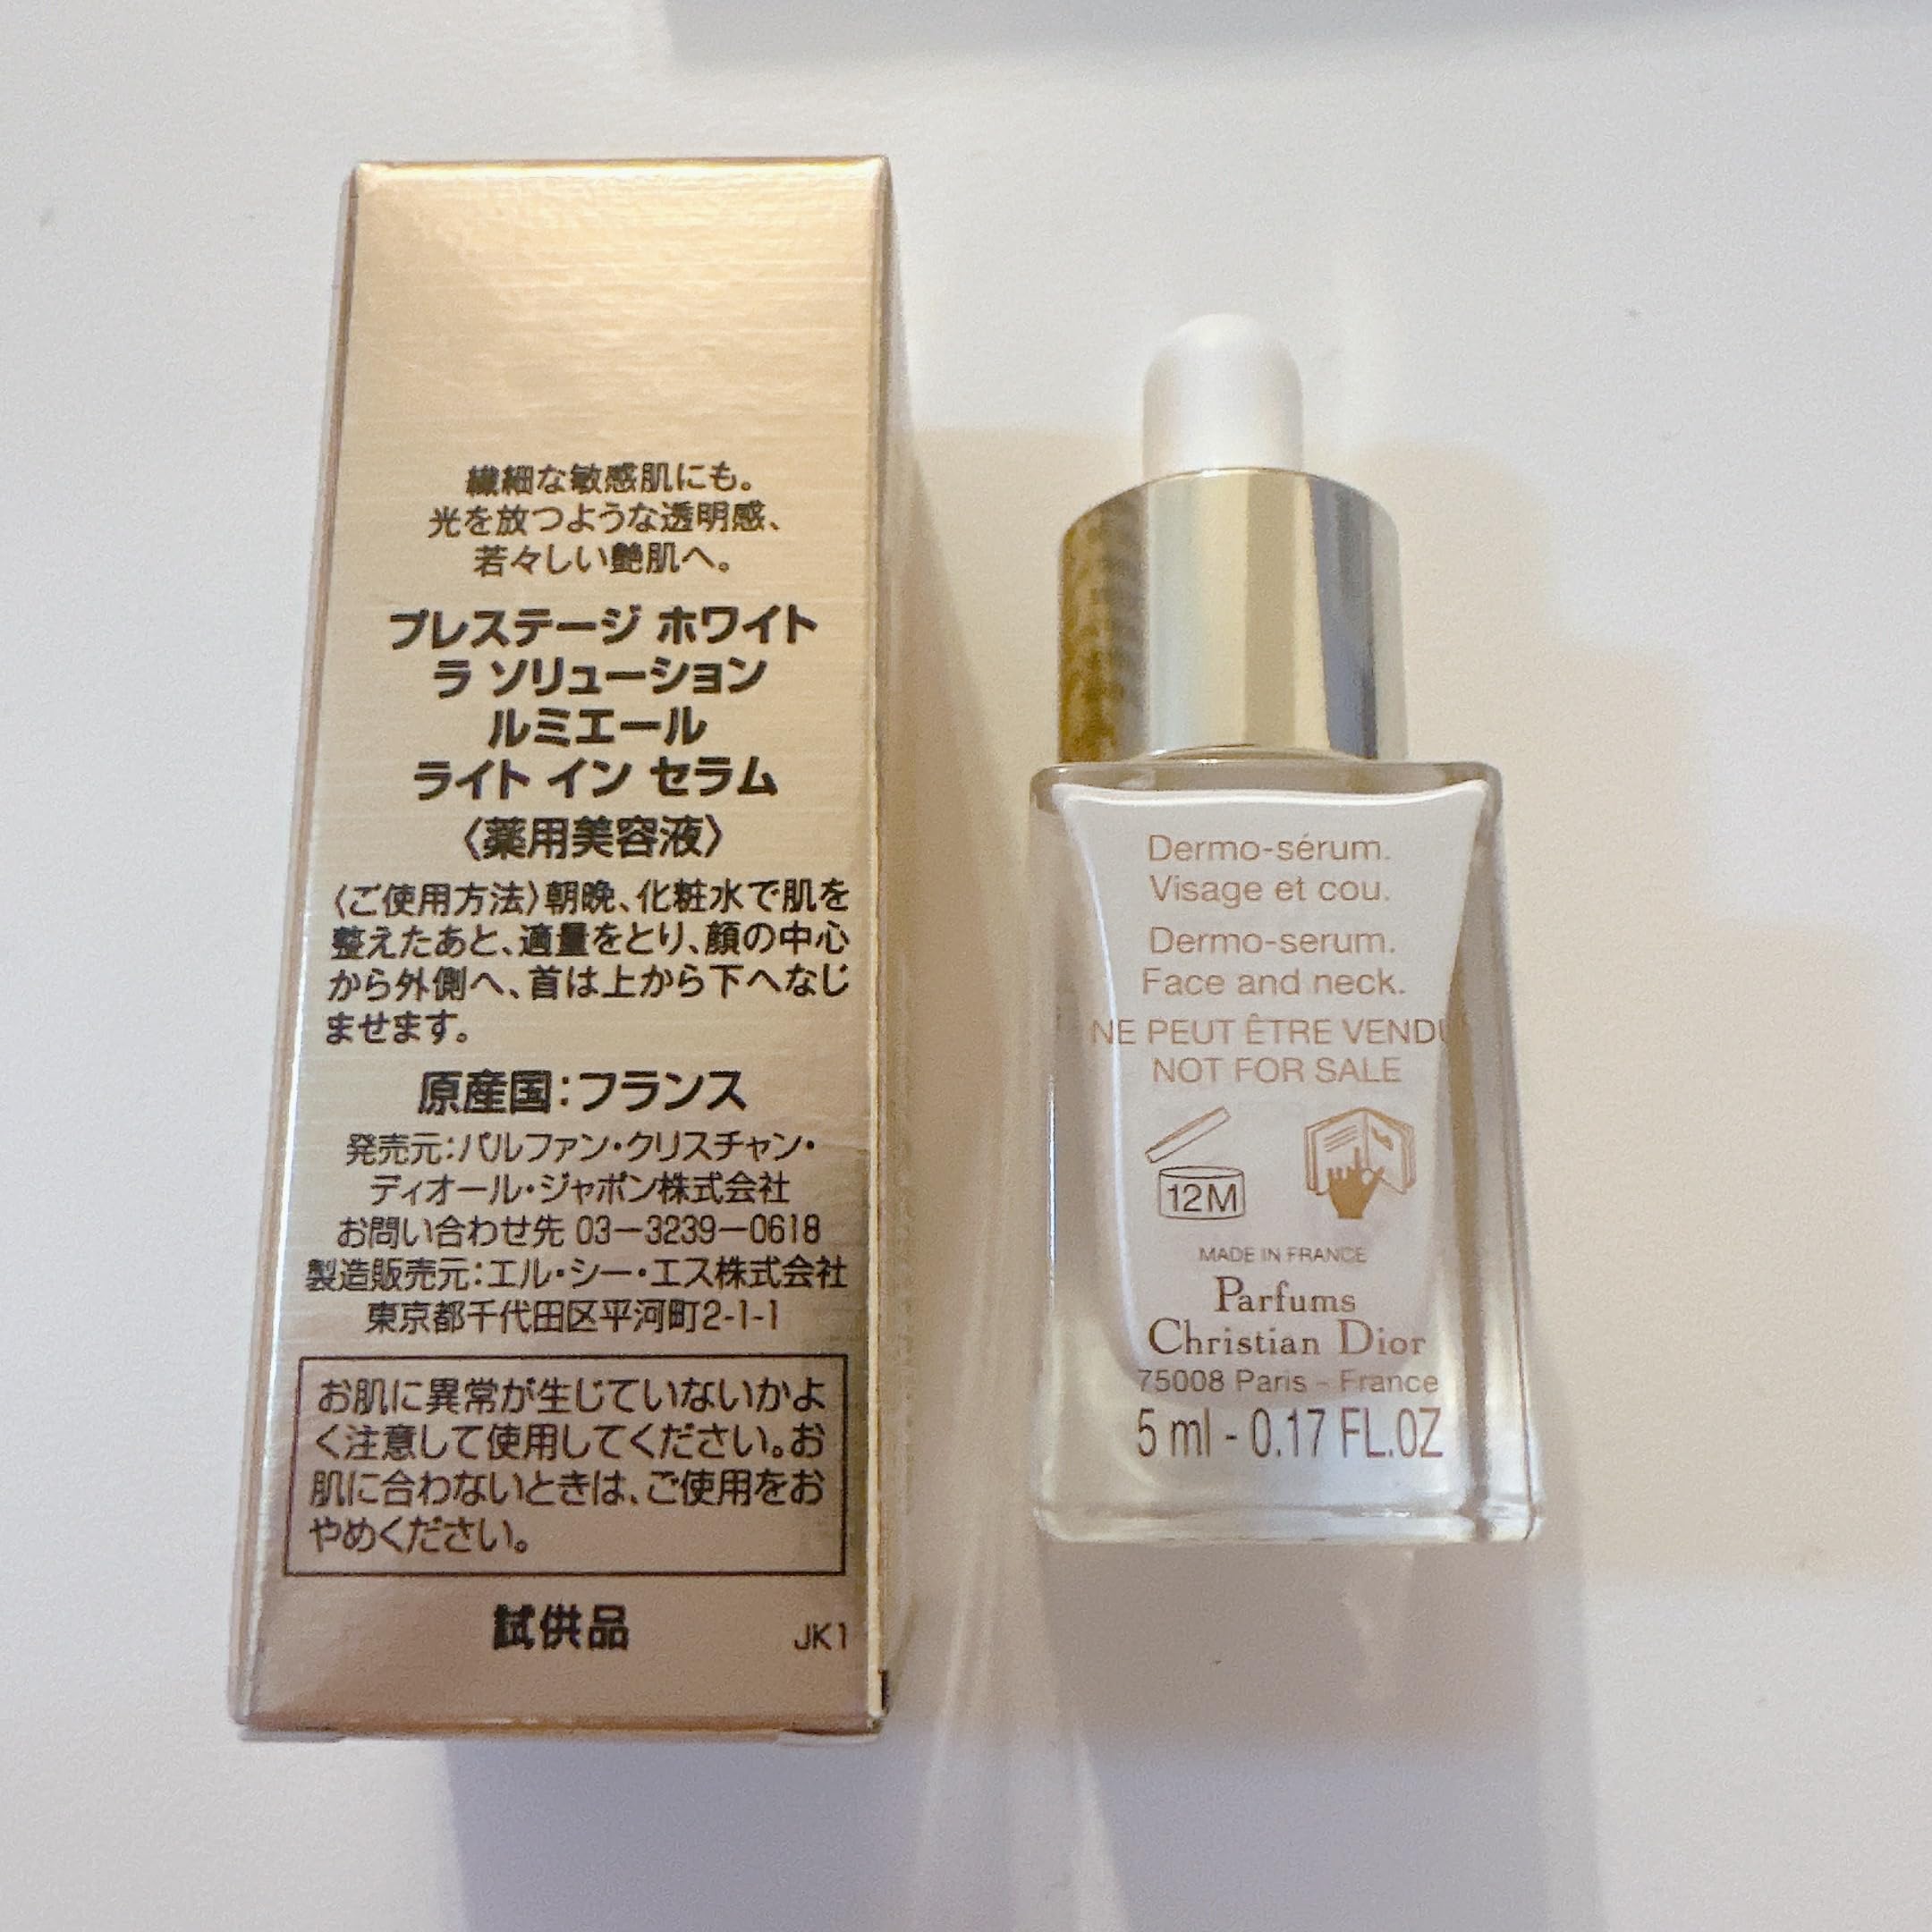 繊細な敏感肌にも。
光を放つような透明感、
若々しい艶肌へ。
プレステージ ホワイト
ラ ソリューション
ルミエール
ライト イン セラム
〈薬用美容液〉
〈ご使用方法〉朝晩、化粧水で肌を
整えたあと、適量をとり、顔の中心
から外側へ、首は上から下へなじ
ませます。
原産国：フランス
発売元：パルファン・クリスチャン・
ディオール・ジャポン株式会社
お問い合わせ先 03－3239－0618
製造販売元：エル・シー・エス株式会社
東京都千代田区平河町2-1-1
お肌に異常が生じていないかよ
く注意して使用してください。お
肌に合わないときは、ご使用をお
やめください。
試供品
JK1
Dermo-sérum.
Visage et cou.
Dermo-serum.
Face and neck.
NE PEUT ÊTRE VENDU
NOT FOR SALE
12M
MADE IN FRANCE
Parfums
Christian Dior
75008 Paris - France
5 ml - 0.17 FL.OZ